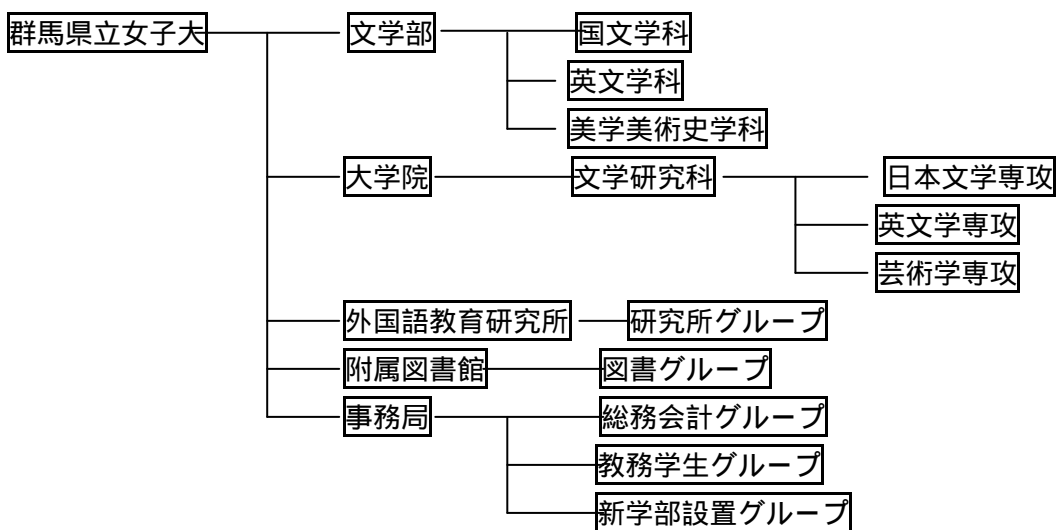 群馬県立女子大 文学部 国文学科
英文学科
美学美術史学科
大学院 文学研究科 日本文学専攻
英文学専攻
芸術学専攻
外国語教育研究所 研究所グループ
附属図書館 図書グループ
事務局 総務会計グループ
教務学生グループ
新学部設置グループ